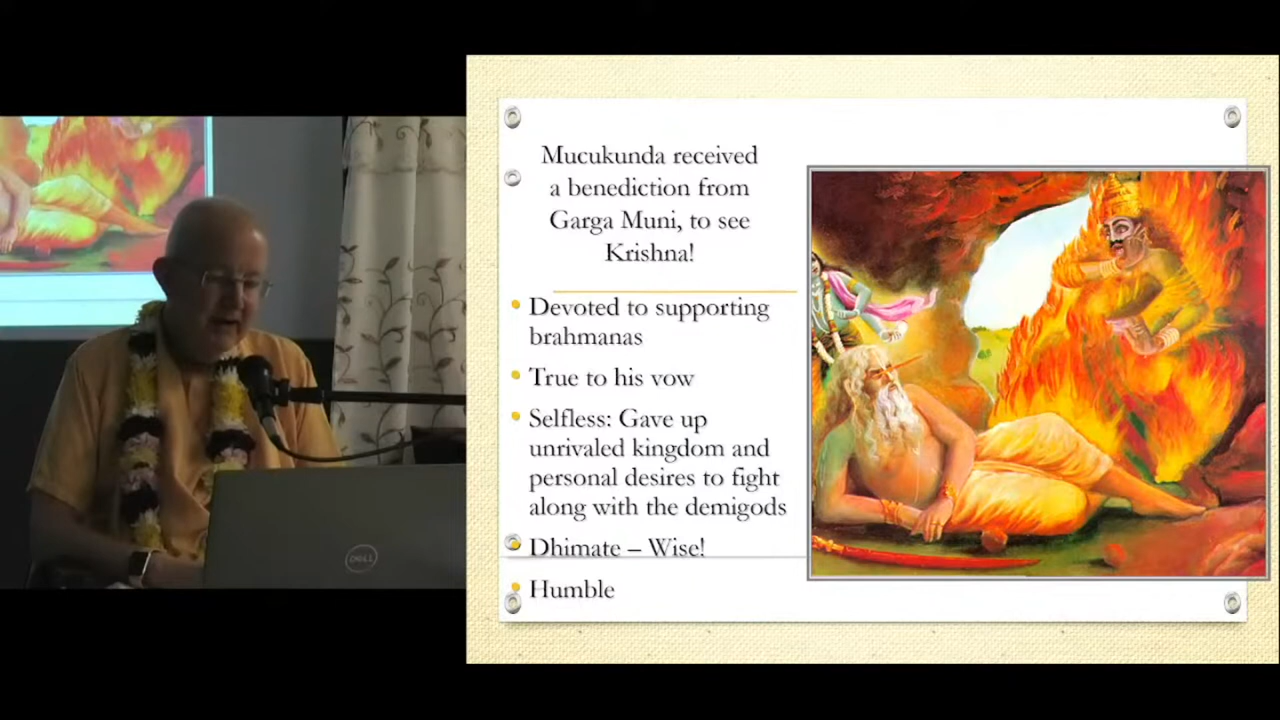 Mucukunda received
a benediction from
Garga Muni, to see
Krishna!
Devoted to supporting
brahmanas
True to his vow
Selfless: Gave up
unrivaled kingdom and
personal desires to fight
along with the demigods
Dhimate – Wise!
Humble
DELL